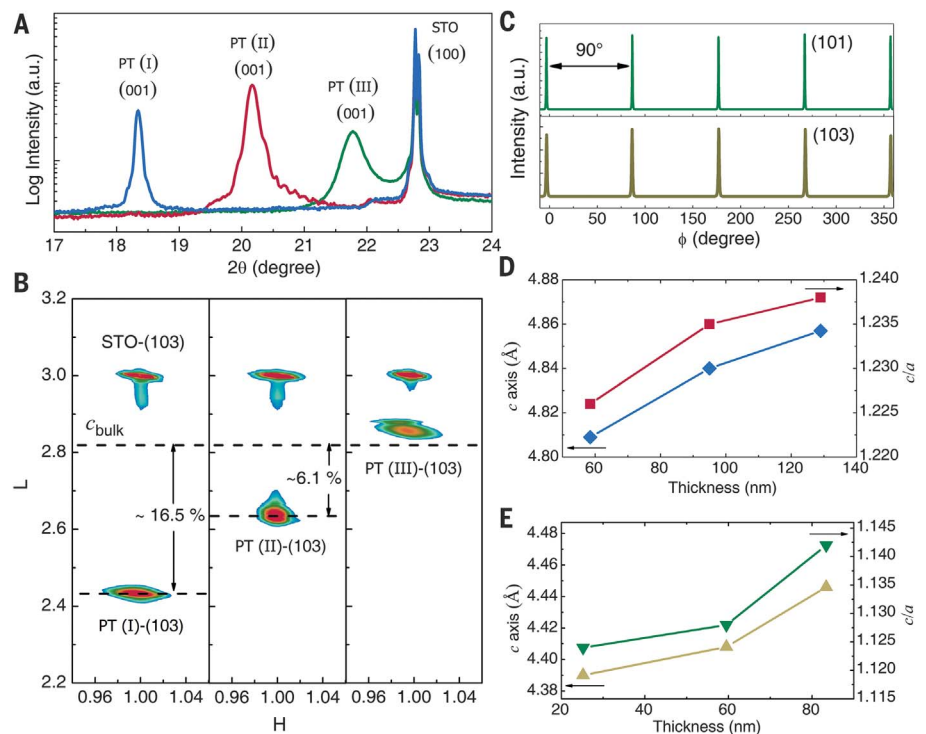 A
Log Intensity (a.u.)
PT (I)
(001)
PT (II)
(001)
PT (III)
(001)
STO
(100)
17 18 19 20 21 22 23 24
2θ (degree)
B
L
3.2
3.0
2.8
2.6
2.4
2.2
STO-(103)
c bulk
~ 16.5 %
~6.1 %
PT (I)-(103)
PT (II)-(103)
PT (III)-(103)
0.96 1.00 1.04 0.96 1.00 1.04 0.96 1.00 1.04
H
C
Intensity (a.u.)
90°
(101)
(103)
0 50 100 150 200 250 300 350
ϕ (degree)
D
c axis (Å)
4.88
4.86
4.84
4.82
4.80
1.240
1.235
1.230
1.225
1.220
c/a
60 80 100 120 140
Thickness (nm)
E
c axis (Å)
4.48
4.46
4.44
4.42
4.40
4.38
1.145
1.140
1.135
1.130
1.124
1.120
1.115
c/a
20 40 60 80
Thickness (nm)